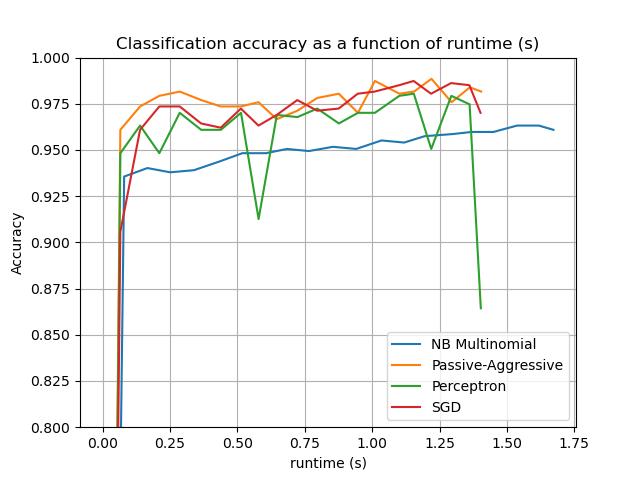 Classification accuracy as a function of runtime (s)
1.000
0.975
0.950
0.925
0.900
0.875
0.850
0.825
0.800
Accuracy
0.00 0.25 0.50 0.75 1.00 1.25 1.50 1.75
runtime (s)
NB Multinomial
Passive-Aggressive
Perceptron
SGD